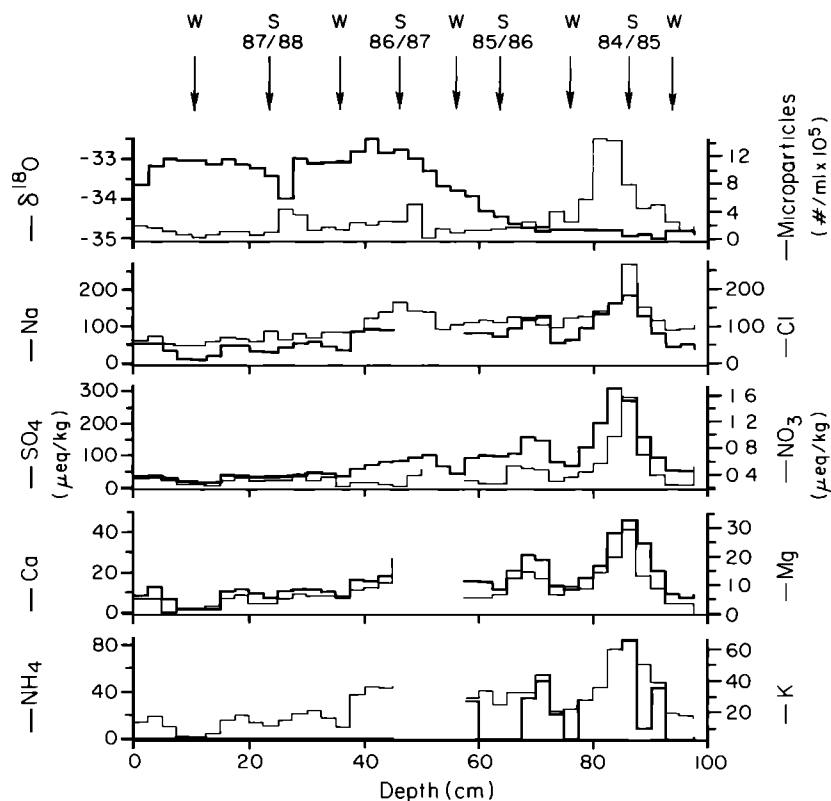 W S W S W S W S W
87/88 86/87 85/86 84/85
— δ18O
-33
-34
-35
12
8
4
0
—Microparticles
(#/ml x 10⁵)
— Na
200
100
0
200
100
0
— Cl
— SO4
(μeq/kg)
300
200
100
0
1.6
1.2
0.8
0.4
— NO3
(μeq/kg)
— Ca
40
20
0
30
20
10
0
— Mg
— NH4
80
40
0
60
40
20
— K
0 20 40 60 80 100
Depth (cm)